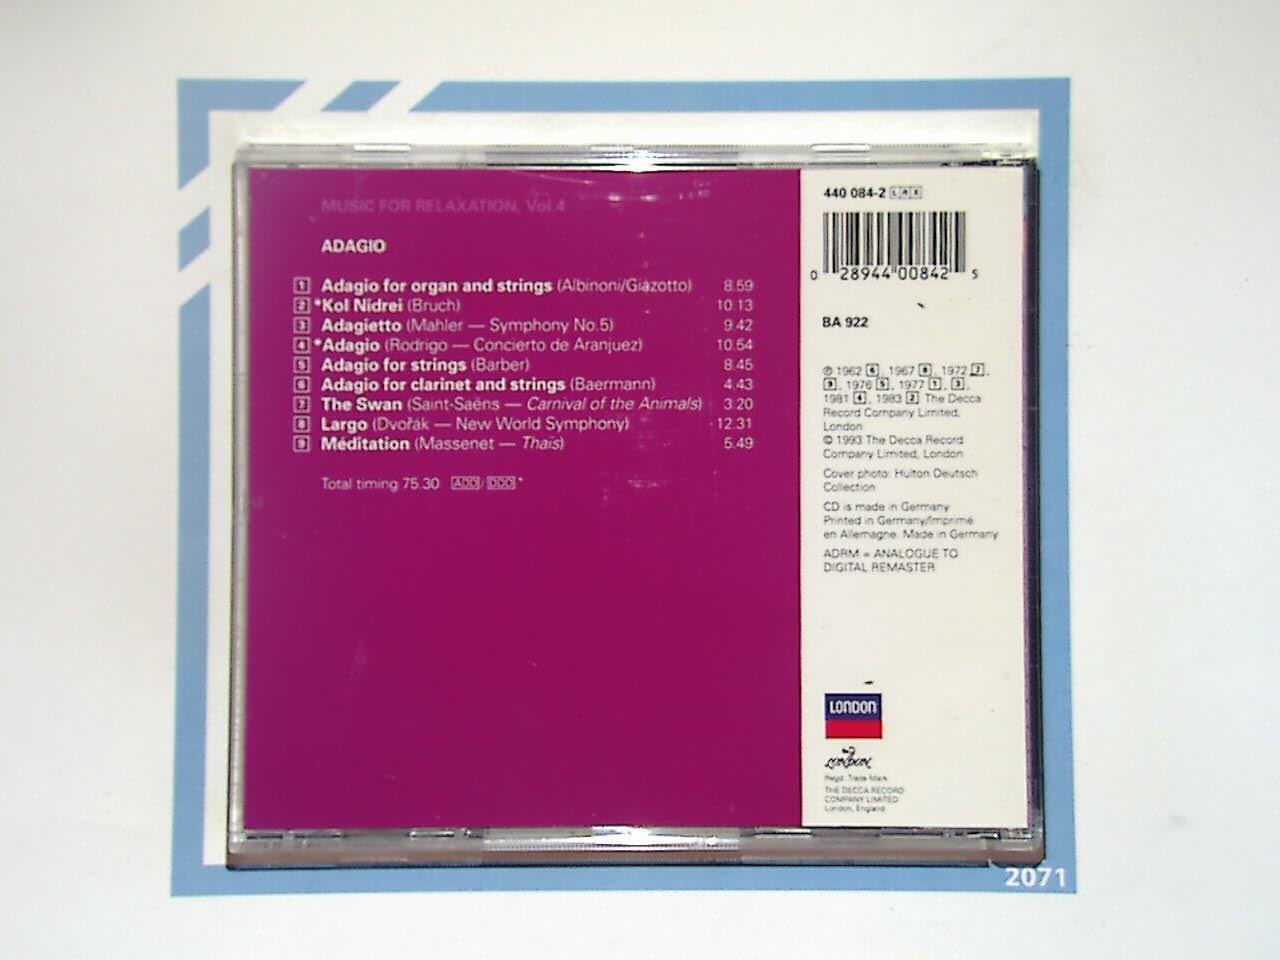 MUSIC FOR RELAXATION, Vol.4
ADAGIO
1 Adagio for organ and strings (Albinoni/Giazotto) 8.59
2 *Kol Nidrei (Bruch) 10.13
3 Adagietto (Mahler — Symphony No.5) 9.42
4 *Adagio (Rodrigo — Concierto de Aranjuez) 10.54
5 Adagio for strings (Barber) 8.45
6 Adagio for clarinet and strings (Baermann) 4.43
7 The Swan (Saint-Saëns — Carnival of the Animals) 3.20
8 Largo (Dvořák — New World Symphony) 12.31
9 Méditation (Massenet — Thaïs) 5.49
Total timing 75.30 ADD/DDD*
440 084-2 LRX
0 28944 00842 5
BA 922
℗ 1962 6, 1967 8, 1972 7,
9, 1976 5, 1977 1, 3,
1981 4, 1983 2 The Decca
Record Company Limited,
London
© 1993 The Decca Record
Company Limited, London
Cover photo: Hulton Deutsch
Collection
CD is made in Germany
Printed in Germany/Imprimé
en Allemagne. Made in Germany
ADRM = ANALOGUE TO
DIGITAL REMASTER
LONDON
London
Regd. Trade Mark
THE DECCA RECORD
COMPANY LIMITED
London, England
2071